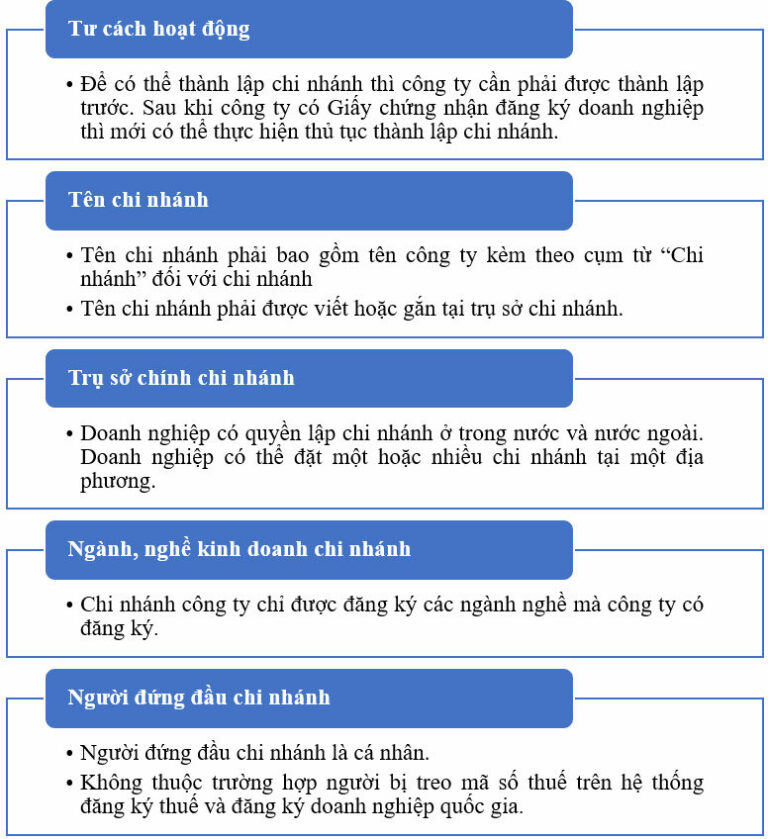 Tư cách hoạt động
• Để có thể thành lập chi nhánh thì công ty cần phải được thành lập
trước. Sau khi công ty có Giấy chứng nhận đăng ký doanh nghiệp
thì mới có thể thực hiện thủ tục thành lập chi nhánh.
Tên chi nhánh
• Tên chi nhánh phải bao gồm tên công ty kèm theo cụm từ “Chi
nhánh” đối với chi nhánh
• Tên chi nhánh phải được viết hoặc gắn tại trụ sở chi nhánh.
Trụ sở chính chi nhánh
• Doanh nghiệp có quyền lập chi nhánh ở trong nước và nước ngoài.
Doanh nghiệp có thể đặt một hoặc nhiều chi nhánh tại một địa
phương.
Ngành, nghề kinh doanh chi nhánh
• Chi nhánh công ty chỉ được đăng ký các ngành nghề mà công ty có
đăng ký.
Người đứng đầu chi nhánh
• Người đứng đầu chi nhánh là cá nhân.
• Không thuộc trường hợp người bị treo mã số thuế trên hệ thống
đăng ký thuế và đăng ký doanh nghiệp quốc gia.